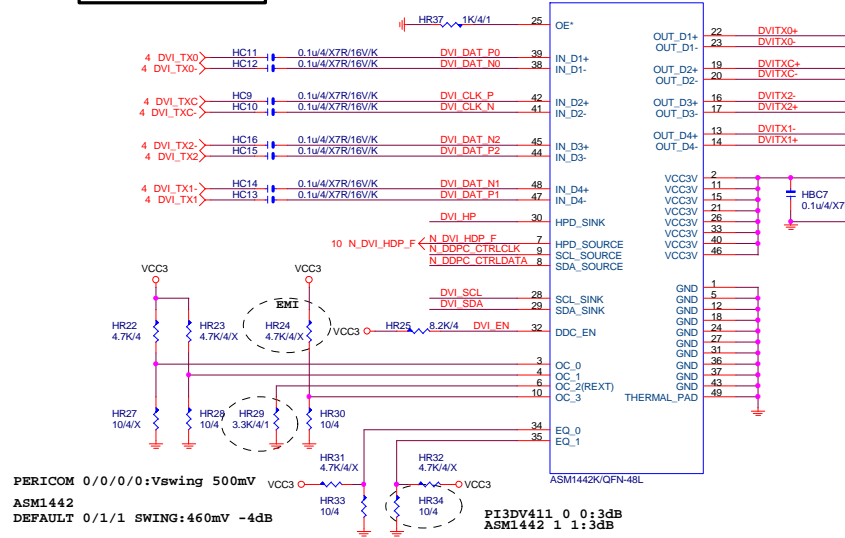 HR37 1K/4/1 25 OE*
4 DVI_TX0 HC11 0.1u/4/X7R/16V/K DVI_DAT_P0 39 IN_D1+
4 DVI_TX0- HC12 0.1u/4/X7R/16V/K DVI_DAT_N0 38 IN_D1-
4 DVI_TXC HC9 0.1u/4/X7R/16V/K DVI_CLK_P 42 IN_D2+
4 DVI_TXC- HC10 0.1u/4/X7R/16V/K DVI_CLK_N 41 IN_D2-
4 DVI_TX2- HC16 0.1u/4/X7R/16V/K DVI_DAT_N2 45 IN_D3+
4 DVI_TX2 HC15 0.1u/4/X7R/16V/K DVI_DAT_P2 44 IN_D3-
4 DVI_TX1- HC14 0.1u/4/X7R/16V/K DVI_DAT_N1 48 IN_D4+
4 DVI_TX1 HC13 0.1u/4/X7R/16V/K DVI_DAT_P1 47 IN_D4-
DVI_HP 30 HPD_SINK
10 N_DVI_HDP_F N_DVI_HDP_F 7 HPD_SOURCE
N_DDPC_CTRLCLK 9 SCL_SOURCE
N_DDPC_CTRLDATA 8 SDA_SOURCE
DVI_SCL 28 SCL_SINK
DVI_SDA 29 SDA_SINK
VCC3 HR25 8.2K/4 DVI_EN 32 DDC_EN
3 OC_0
4 OC_1
6 OC_2(REXT)
10 OC_3
34 EQ_0
35 EQ_1
OUT_D1+ 22 DVITX0+
OUT_D1- 23 DVITX0-
OUT_D2+ 19 DVITXC+
OUT_D2- 20 DVITXC-
OUT_D3+ 16 DVITX2-
OUT_D3- 17 DVITX2+
OUT_D4+ 13 DVITX1-
OUT_D4- 14 DVITX1+
VCC3V 2
VCC3V 11
VCC3V 15
VCC3V 21
VCC3V 26
VCC3V 33
VCC3V 40
VCC3V 46
HBC7
0.1u/4/X7
GND 1
GND 5
GND 12
GND 18
GND 24
GND 27
GND 31
GND 36
GND 37
GND 43
THERMAL_PAD 49
ASM1442K/QFN-48L
VCC3
VCC3
EMI
HR22
4.7K/4
HR23
4.7K/4/X
HR24
4.7K/4/X
HR27
10/4/X
HR28
10/4
HR29
3.3K/4/1
HR30
10/4
HR31
4.7K/4/X
HR32
4.7K/4/X
VCC3
VCC3
HR33
10/4
HR34
10/4
PERICOM 0/0/0/0:Vswing 500mV
ASM1442
DEFAULT 0/1/1 SWING:460mV -4dB
PI3DV411 0 0:3dB
ASM1442 1 1:3dB